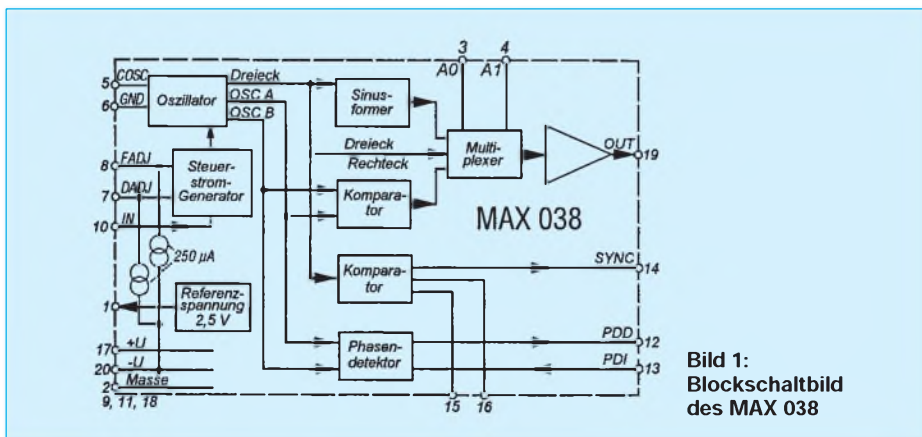 3 4
A0 A1
5 COSC
6 GND
Oszillator
Dreieck
OSC A
OSC B
Sinus-
former
8 FADJ
7 DADJ
10 IN
Steuer-
strom-
Generator
Dreieck
Rechteck
Multi-
plexer
OUT
19
Kompara-
tor
MAX 038
250 µA
Kompara-
tor
SYNC
14
1
Referenz-
spannung
2,5 V
17 +U
20 -U
2 Masse
9, 11, 18
Phasen-
detektor
PDD
12
PDI
13
15 16
Bild 1:
Blockschaltbild
des MAX 038